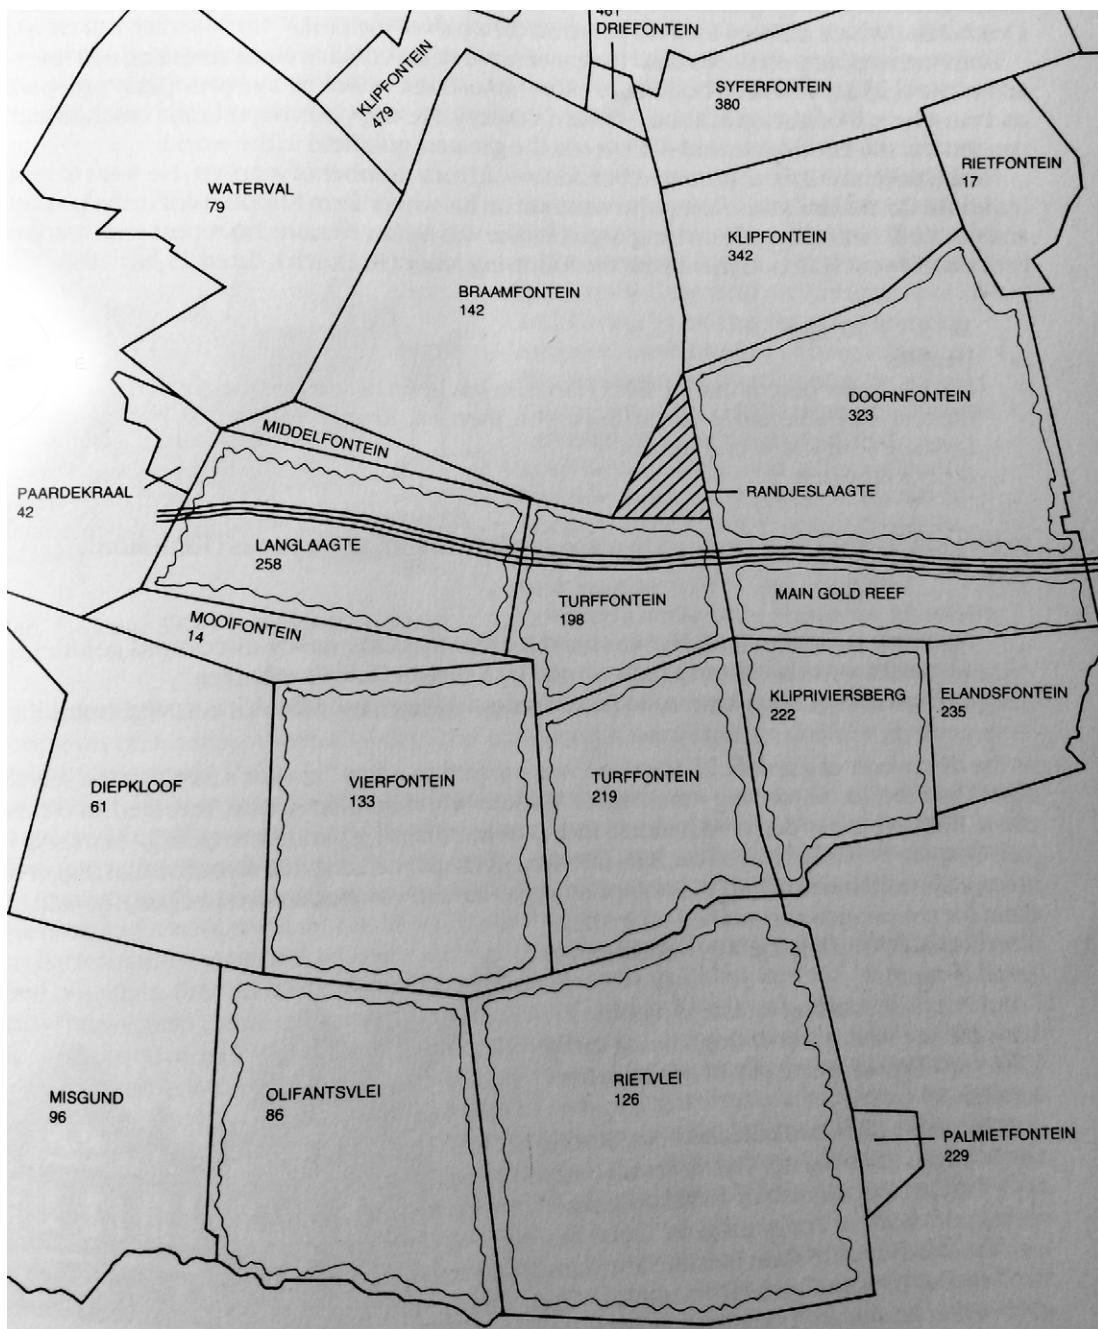 461
DRIEFONTEIN
KLIPFONTEIN
479
SYFERFONTEIN
380
RIETFONTEIN
17
WATERVAL
79
KLIPFONTEIN
342
BRAAMFONTEIN
142
DOORNFONTEIN
323
MIDDELFONTEIN
PAARDEKRAAL
42
RANDJESLAAGTE
LANGLAAGTE
258
TURFFONTEIN
198
MAIN GOLD REEF
MOOIFONTEIN
14
KLIPRIVIERSBERG
222
ELANDSFONTEIN
235
DIEPKLOOF
61
VIERFONTEIN
133
TURFFONTEIN
219
MISGUND
96
OLIFANTSVLEI
86
RIETVLEI
126
PALMIETFONTEIN
229